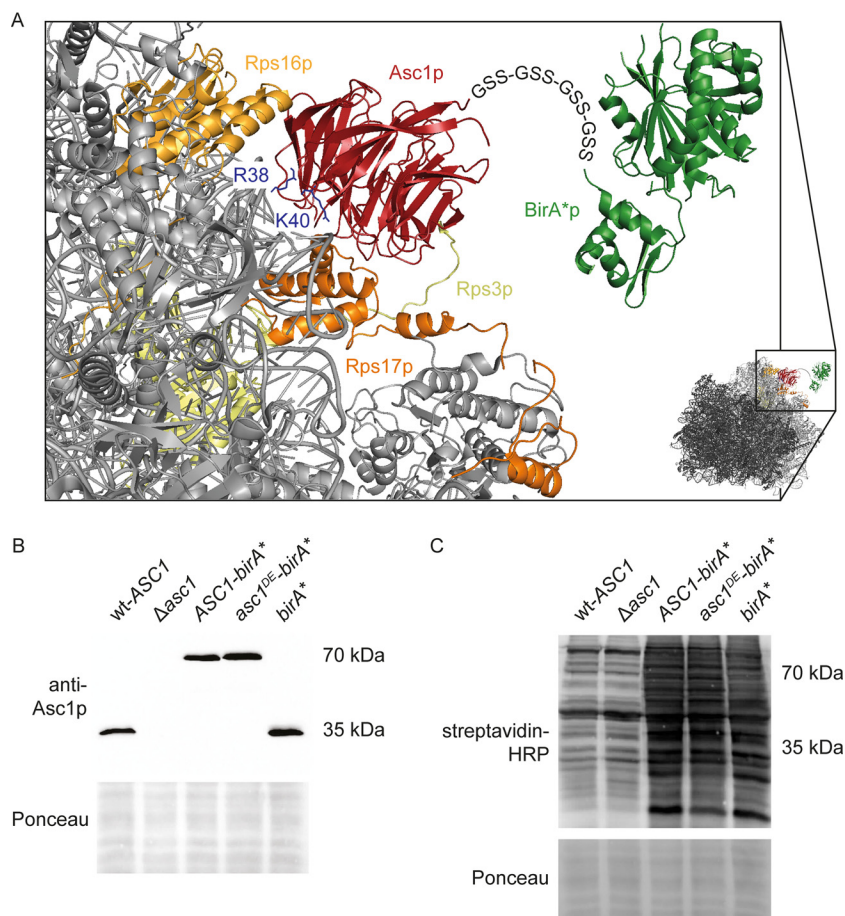 A
Rps16p
Asc1p
GSS-GSS-GSS-GSS
R38
K40
BirA*p
Rps3p
Rps17p
B
wt-ASC1
Δasc1
ASC1-birA*
asc1DE-birA*
birA*
anti-
Asc1p
70 kDa
35 kDa
Ponceau
C
wt-ASC1
Δasc1
ASC1-birA*
asc1DE-birA*
birA*
streptavidin-
HRP
70 kDa
35 kDa
Ponceau